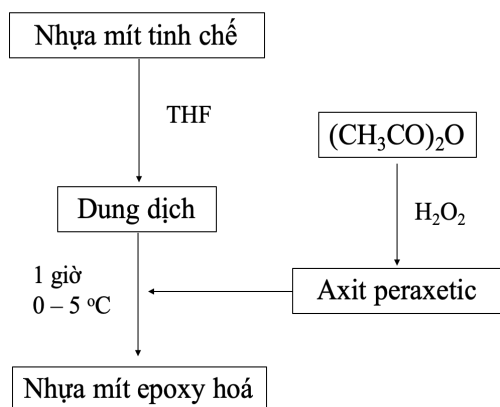 Nhựa mít tinh chế
THF
(CH₃CO)₂O
Dung dịch
H₂O₂
1 giờ
0 – 5 ºC
Axit peraxetic
Nhựa mít epoxy hoá